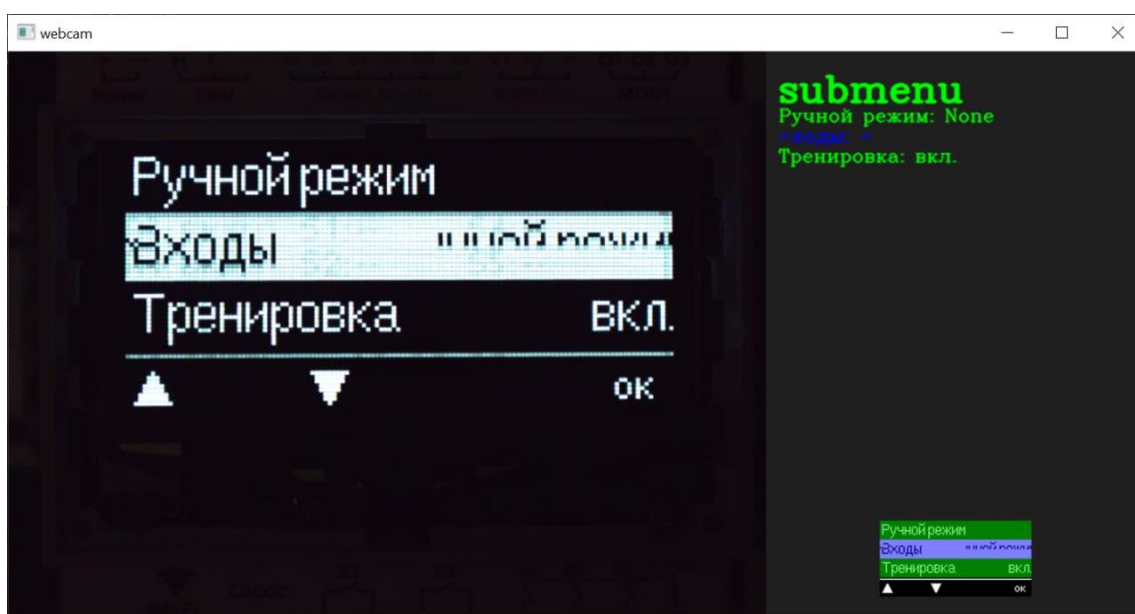 webcam
Ручной режим
Входы
Тренировка вкл.
ок
submenu
Ручной режим: None
Тренировка: вкл.
Ручной режим
Входы
Тренировка вкл
ок